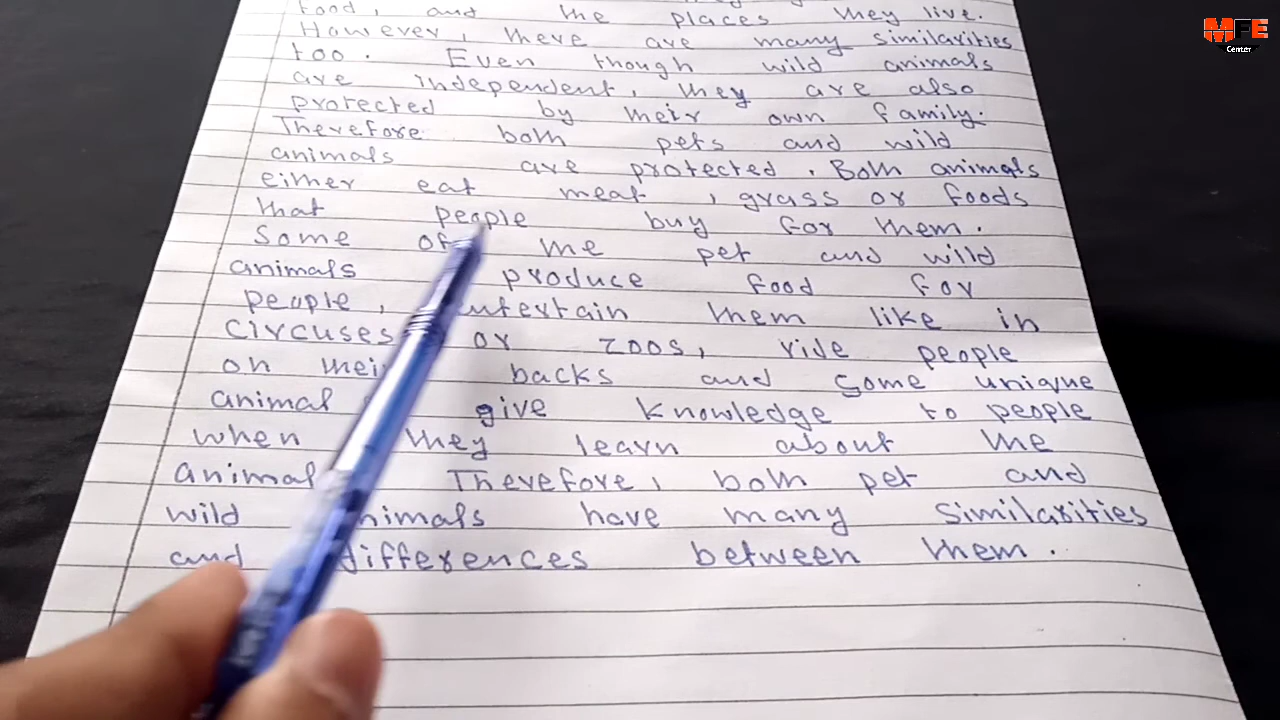 food, and the places they live.
However, there are many similarities
too. Even though wild animals
are independent, they are also
protected by their own family.
Therefore both pets and wild
animals are protected. Both animals
either eat meat, grass or foods
that people buy for them.
Some of the pet and wild
animals produce food for
people, entertain them like in
circuses or zoos, ride people
on their backs and some unique
animal give knowledge to people
when they learn about the
animal Therefore, both pet and
wild animals have many similarities
and differences between them.
MFE
Center